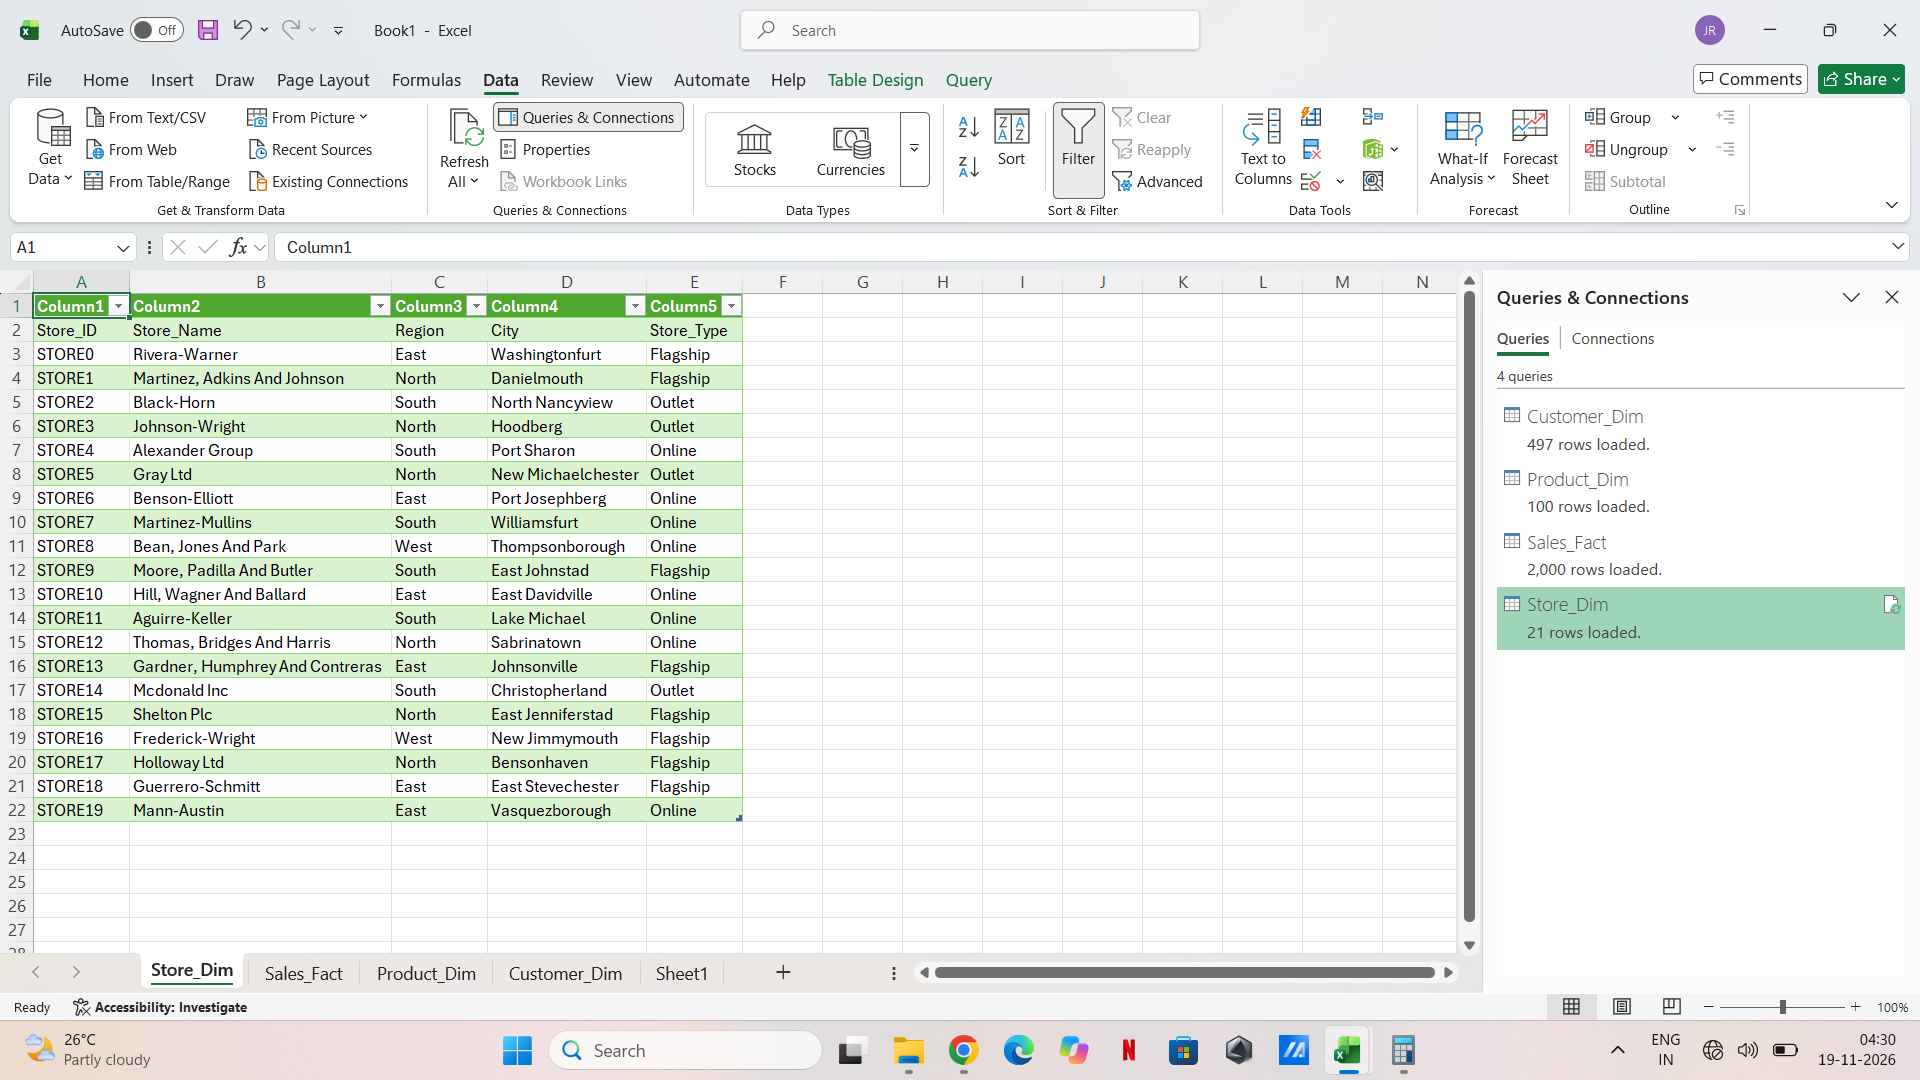 AutoSave Off Book1 - Excel Search JR
File Home Insert Draw Page Layout Formulas Data Review View Automate Help Table Design Query Comments Share
Get Data
From Text/CSV
From Web
From Table/Range
From Picture
Recent Sources
Existing Connections
Get & Transform Data
Refresh All
Queries & Connections
Properties
Workbook Links
Queries & Connections
Stocks Currencies
Data Types
Sort
Filter
Clear
Reapply
Advanced
Sort & Filter
Text to Columns
Data Tools
What-If Analysis
Forecast Sheet
Forecast
Group
Ungroup
Subtotal
Outline
A1 fx Column1
A B C D E F G H I J K L M N
1 Column1 Column2 Column3 Column4 Column5
2 Store_ID Store_Name Region City Store_Type
3 STORE0 Rivera-Warner East Washingtonfurt Flagship
4 STORE1 Martinez, Adkins And Johnson North Danielmouth Flagship
5 STORE2 Black-Horn South North Nancyview Outlet
6 STORE3 Johnson-Wright North Hoodberg Outlet
7 STORE4 Alexander Group South Port Sharon Online
8 STORE5 Gray Ltd North New Michaelchester Outlet
9 STORE6 Benson-Elliott East Port Josephberg Online
10 STORE7 Martinez-Mullins South Williamsfurt Online
11 STORE8 Bean, Jones And Park West Thompsonborough Online
12 STORE9 Moore, Padilla And Butler South East Johnstad Flagship
13 STORE10 Hill, Wagner And Ballard East East Davidville Online
14 STORE11 Aguirre-Keller South Lake Michael Online
15 STORE12 Thomas, Bridges And Harris North Sabrinatown Online
16 STORE13 Gardner, Humphrey And Contreras East Johnsonville Flagship
17 STORE14 Mcdonald Inc South Christopherland Outlet
18 STORE15 Shelton Plc North East Jenniferstad Flagship
19 STORE16 Frederick-Wright West New Jimmymouth Flagship
20 STORE17 Holloway Ltd North Bensonhaven Flagship
21 STORE18 Guerrero-Schmitt East East Stevechester Flagship
22 STORE19 Mann-Austin East Vasquezborough Online
23
24
25
26
27
28
Queries & Connections
Queries Connections
4 queries
Customer_Dim
497 rows loaded.
Product_Dim
100 rows loaded.
Sales_Fact
2,000 rows loaded.
Store_Dim
21 rows loaded.
Store_Dim Sales_Fact Product_Dim Customer_Dim Sheet1
Ready Accessibility: Investigate 100%
26°C
Partly cloudy
Search
ENG
IN
04:30
19-11-2026